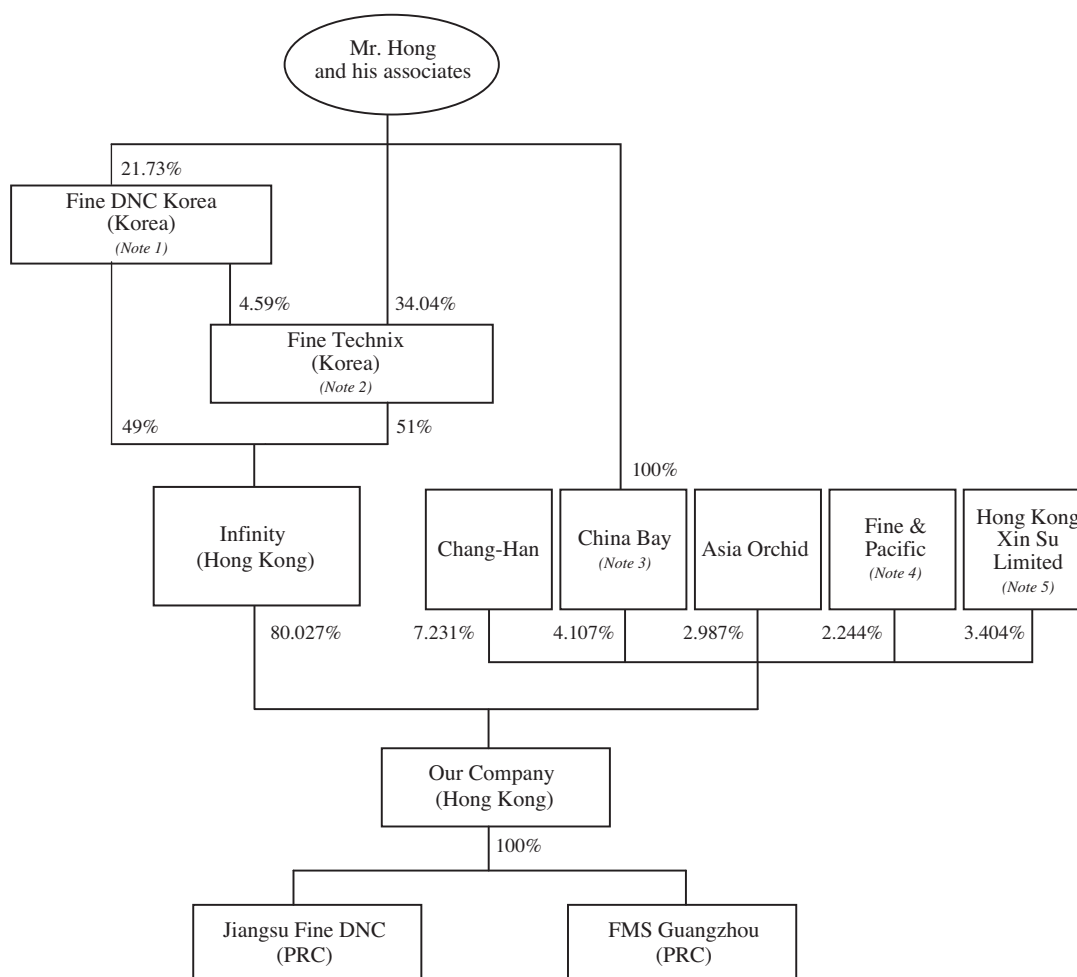 Mr. Hong
and his associates
21.73%
Fine DNC Korea
(Korea)
(Note 1)
4.59%
34.04%
Fine Technix
(Korea)
(Note 2)
49%
51%
100%
Infinity
(Hong Kong)
Chang-Han
China Bay
(Note 3)
Asia Orchid
Fine &
Pacific
(Note 4)
Hong Kong
Xin Su
Limited
(Note 5)
80.027%
7.231%
4.107%
2.987%
2.244%
3.404%
Our Company
(Hong Kong)
100%
Jiangsu Fine DNC
(PRC)
FMS Guangzhou
(PRC)